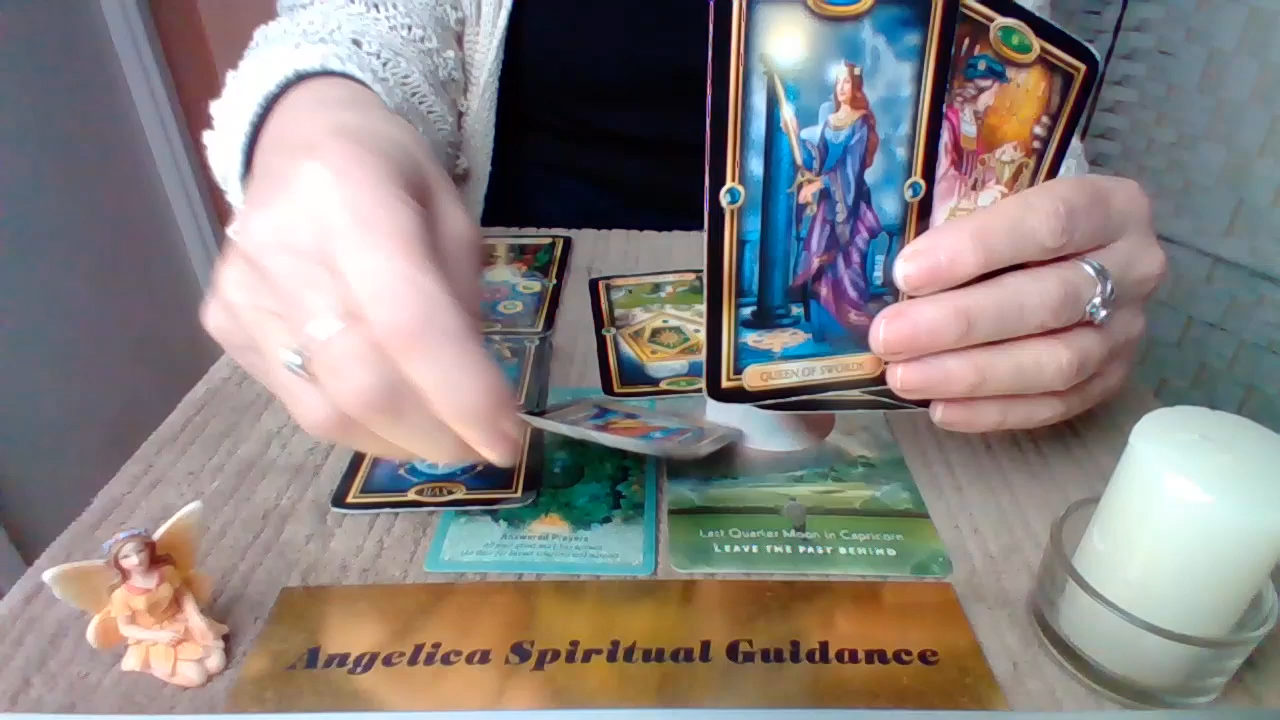 QUEEN OF SWORDS
Answered Prayers
Last Quarter Moon in Capricorn
LEAVE THE PAST BEHIND
Angelica Spiritual Guidance